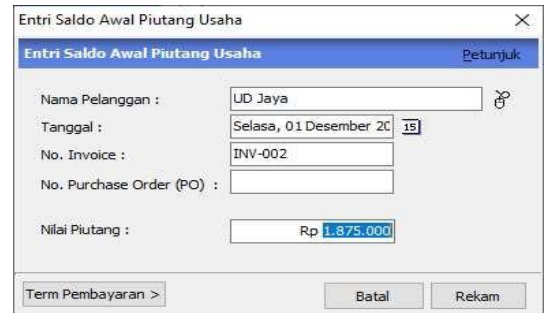 Entri Saldo Awal Piutang Usaha
Entri Saldo Awal Piutang Usaha Petunjuk
Nama Pelanggan : UD Jaya
Tanggal : Selasa, 01 Desember 20 15
No. Invoice : INV-002
No. Purchase Order (PO) :
Nilai Piutang : Rp 1.875.000
Term Pembayaran > Batal Rekam